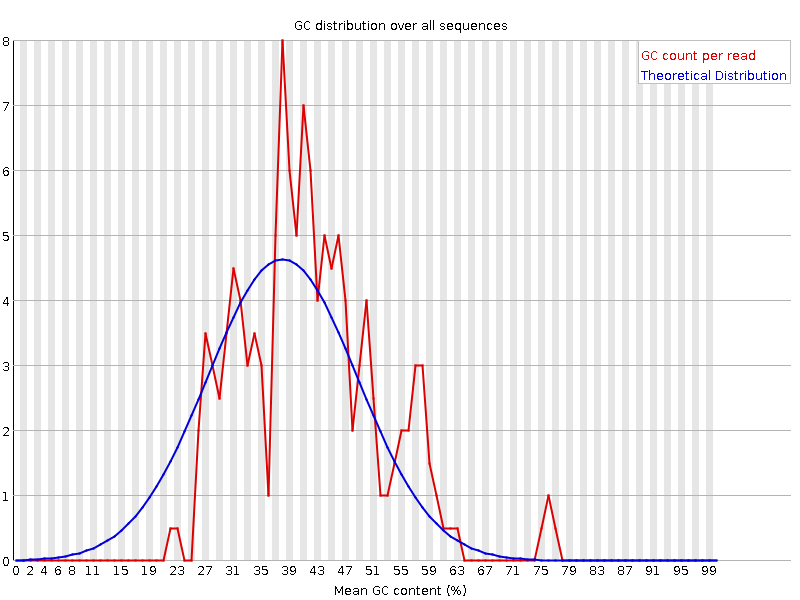 GC distribution over all sequences
GC count per read
Theoretical Distribution
8
7
6
5
4
3
2
1
0
0 2 4 6 8 11 15 19 23 27 31 35 39 43 47 51 55 59 63 67 71 75 79 83 87 91 95 99
Mean GC content (%)